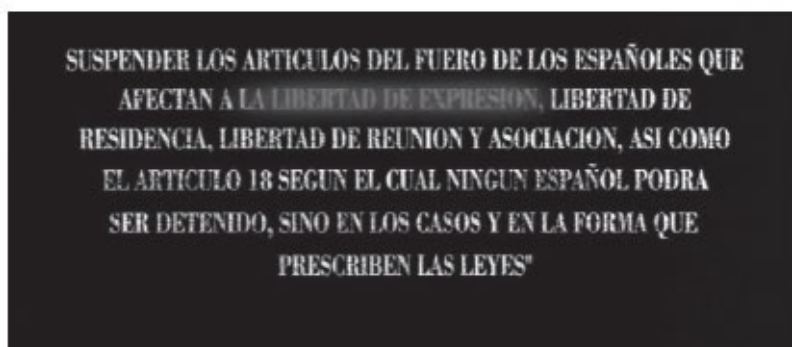 SUSPENDER LOS ARTICULOS DEL FUERO DE LOS ESPAÑOLES QUE
AFECTAN A LA LIBERTAD DE EXPRESION, LIBERTAD DE
RESIDENCIA, LIBERTAD DE REUNION Y ASOCIACION, ASI COMO
EL ARTICULO 18 SEGUN EL CUAL NINGUN ESPAÑOL PODRA
SER DETENIDO, SINO EN LOS CASOS Y EN LA FORMA QUE
PRESCRIBEN LAS LEYES"